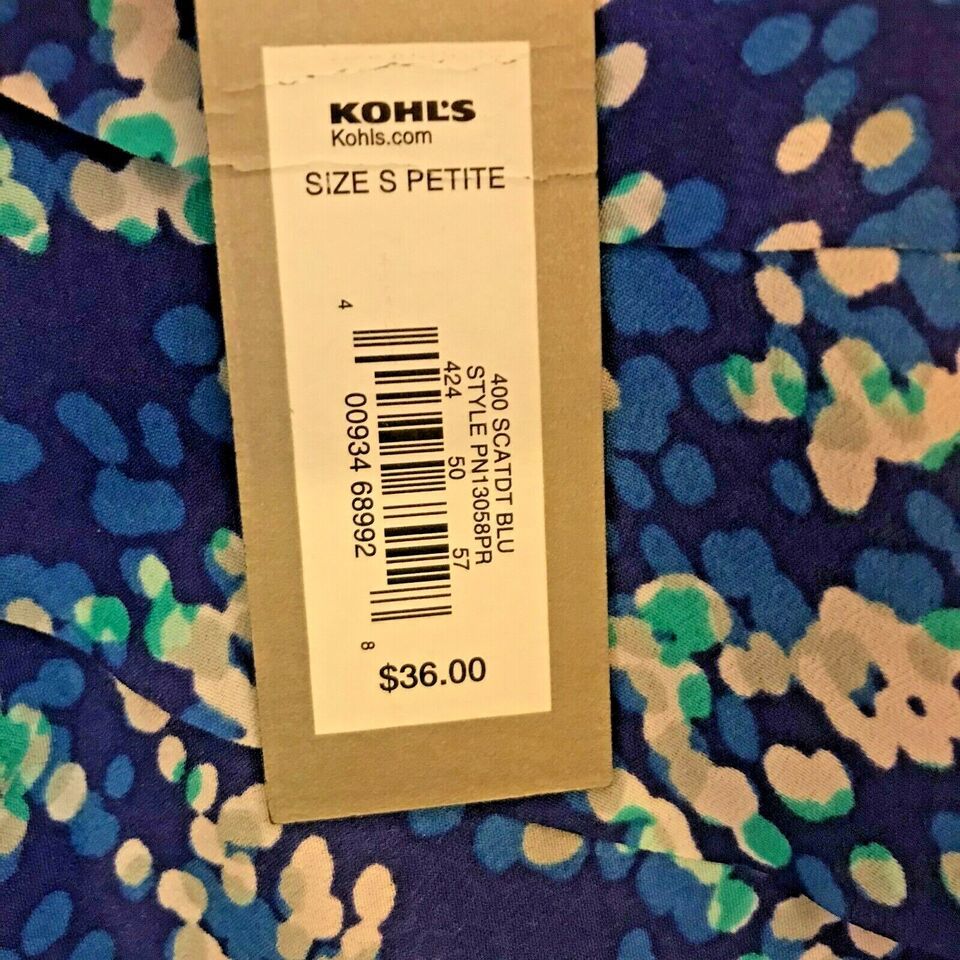 KOHL'S
Kohls.com
SIZE S PETITE
400 SCATDT BLU
STYLE PN13058PR
424 50 57
4 00934 68992 8
$36.00